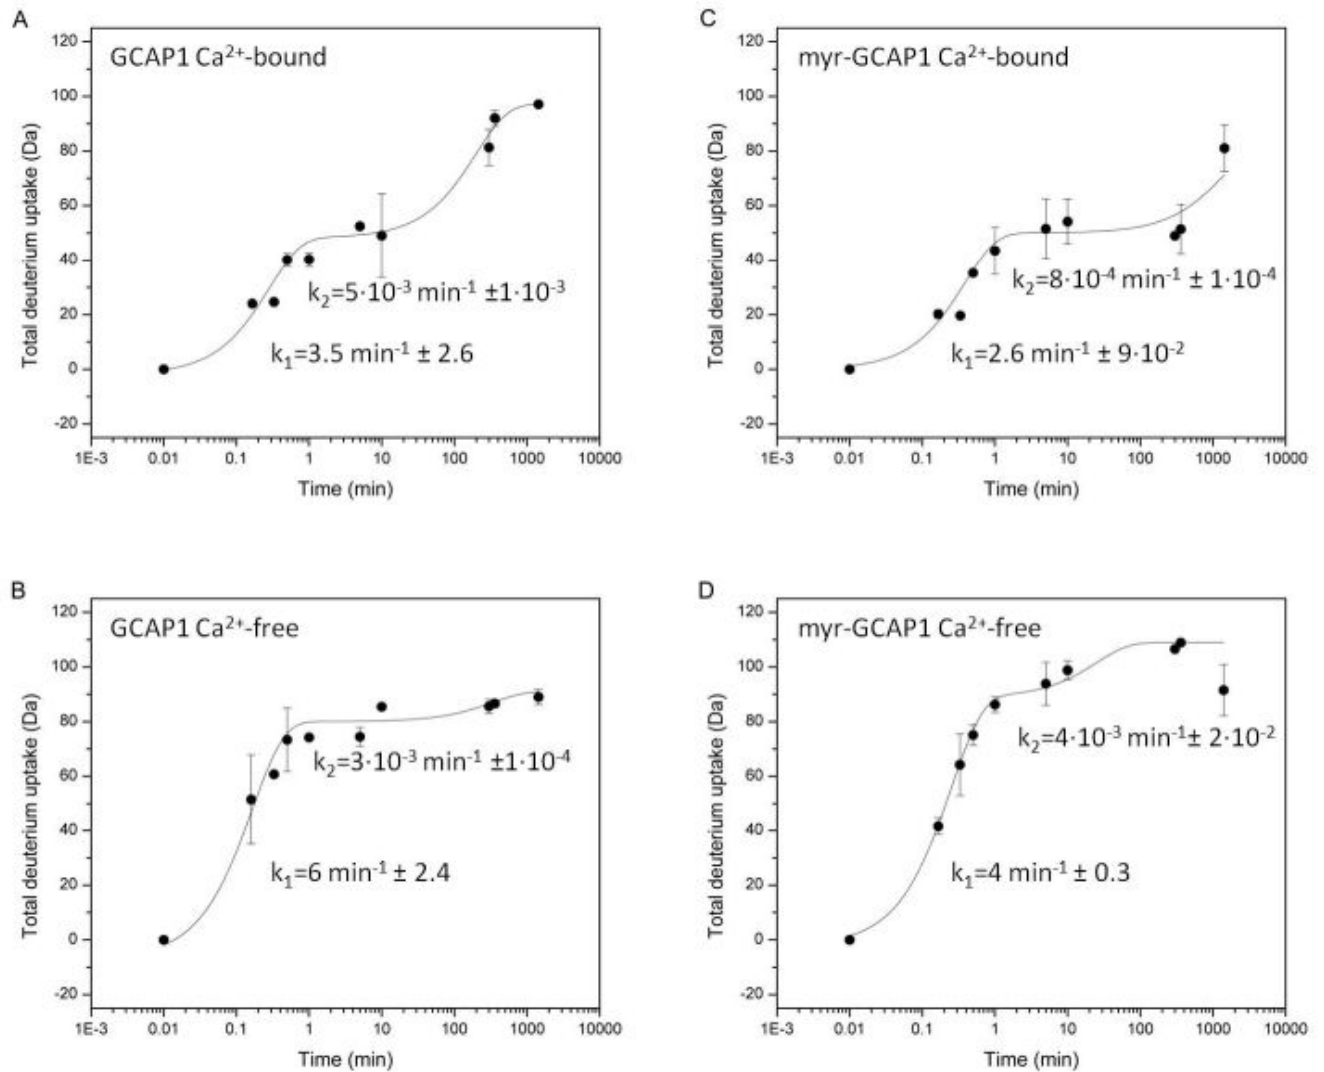 A
GCAP1 Ca²⁺-bound
120
100
80
60
40
20
0
-20
Total deuterium uptake (Da)
k₂=5·10⁻³ min⁻¹ ±1·10⁻³
k₁=3.5 min⁻¹ ± 2.6
1E-3 0.01 0.1 1 10 100 1000 10000
Time (min)
C
myr-GCAP1 Ca²⁺-bound
120
100
80
60
40
20
0
-20
Total deuterium uptake (Da)
k₂=8·10⁻⁴ min⁻¹ ± 1·10⁻⁴
k₁=2.6 min⁻¹ ± 9·10⁻²
1E-3 0.01 0.1 1 10 100 1000 10000
Time (min)
B
GCAP1 Ca²⁺-free
120
100
80
60
40
20
0
-20
Total deuterium uptake (Da)
k₂=3·10⁻³ min⁻¹ ±1·10⁻⁴
k₁=6 min⁻¹ ± 2.4
1E-3 0.01 0.1 1 10 100 1000 10000
Time (min)
D
myr-GCAP1 Ca²⁺-free
120
100
80
60
40
20
0
-20
Total deuterium uptake (Da)
k₂=4·10⁻³ min⁻¹± 2·10⁻²
k₁=4 min⁻¹ ± 0.3
1E-3 0.01 0.1 1 10 100 1000 10000
Time (min)